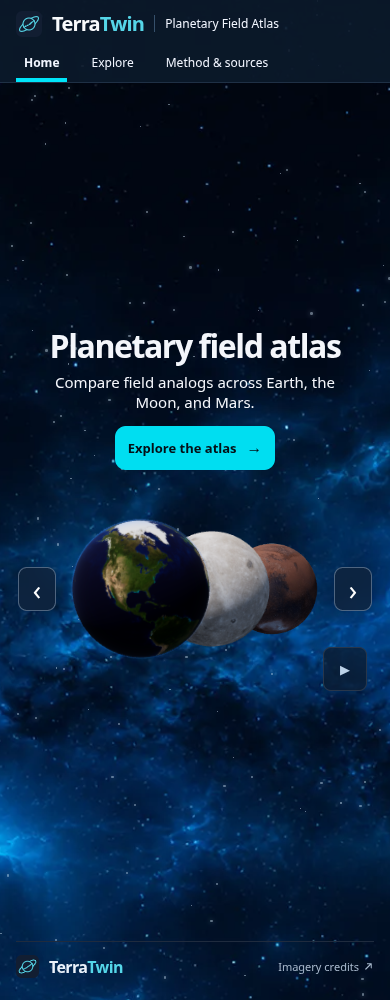 TerraTwin Planetary Field Atlas
Home Explore Method & sources
Planetary field atlas
Compare field analogs across Earth, the
Moon, and Mars.
Explore the atlas →
‹ ›
▶
TerraTwin Imagery credits ↗